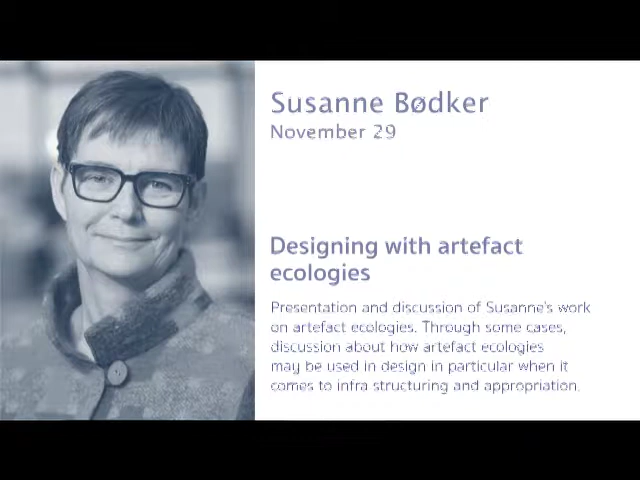 Susanne Bødker
November 29
Designing with artefact
ecologies
Presentation and discussion of Susanne's work
on artefact ecologies. Through some cases,
discussion about how artefact ecologies
may be used in design in particular when it
comes to infra structuring and appropriation.